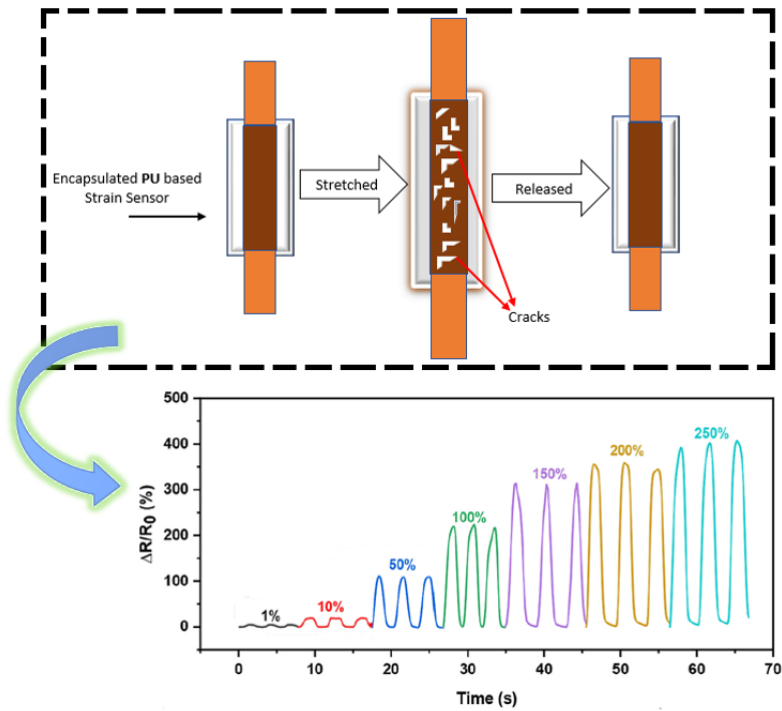 Encapsulated PU based
Strain Sensor
Stretched
Released
Cracks
500
400
300
200
100
0
ΔR/R0 (%)
1%
10%
50%
100%
150%
200%
250%
0 10 20 30 40 50 60 70
Time (s)